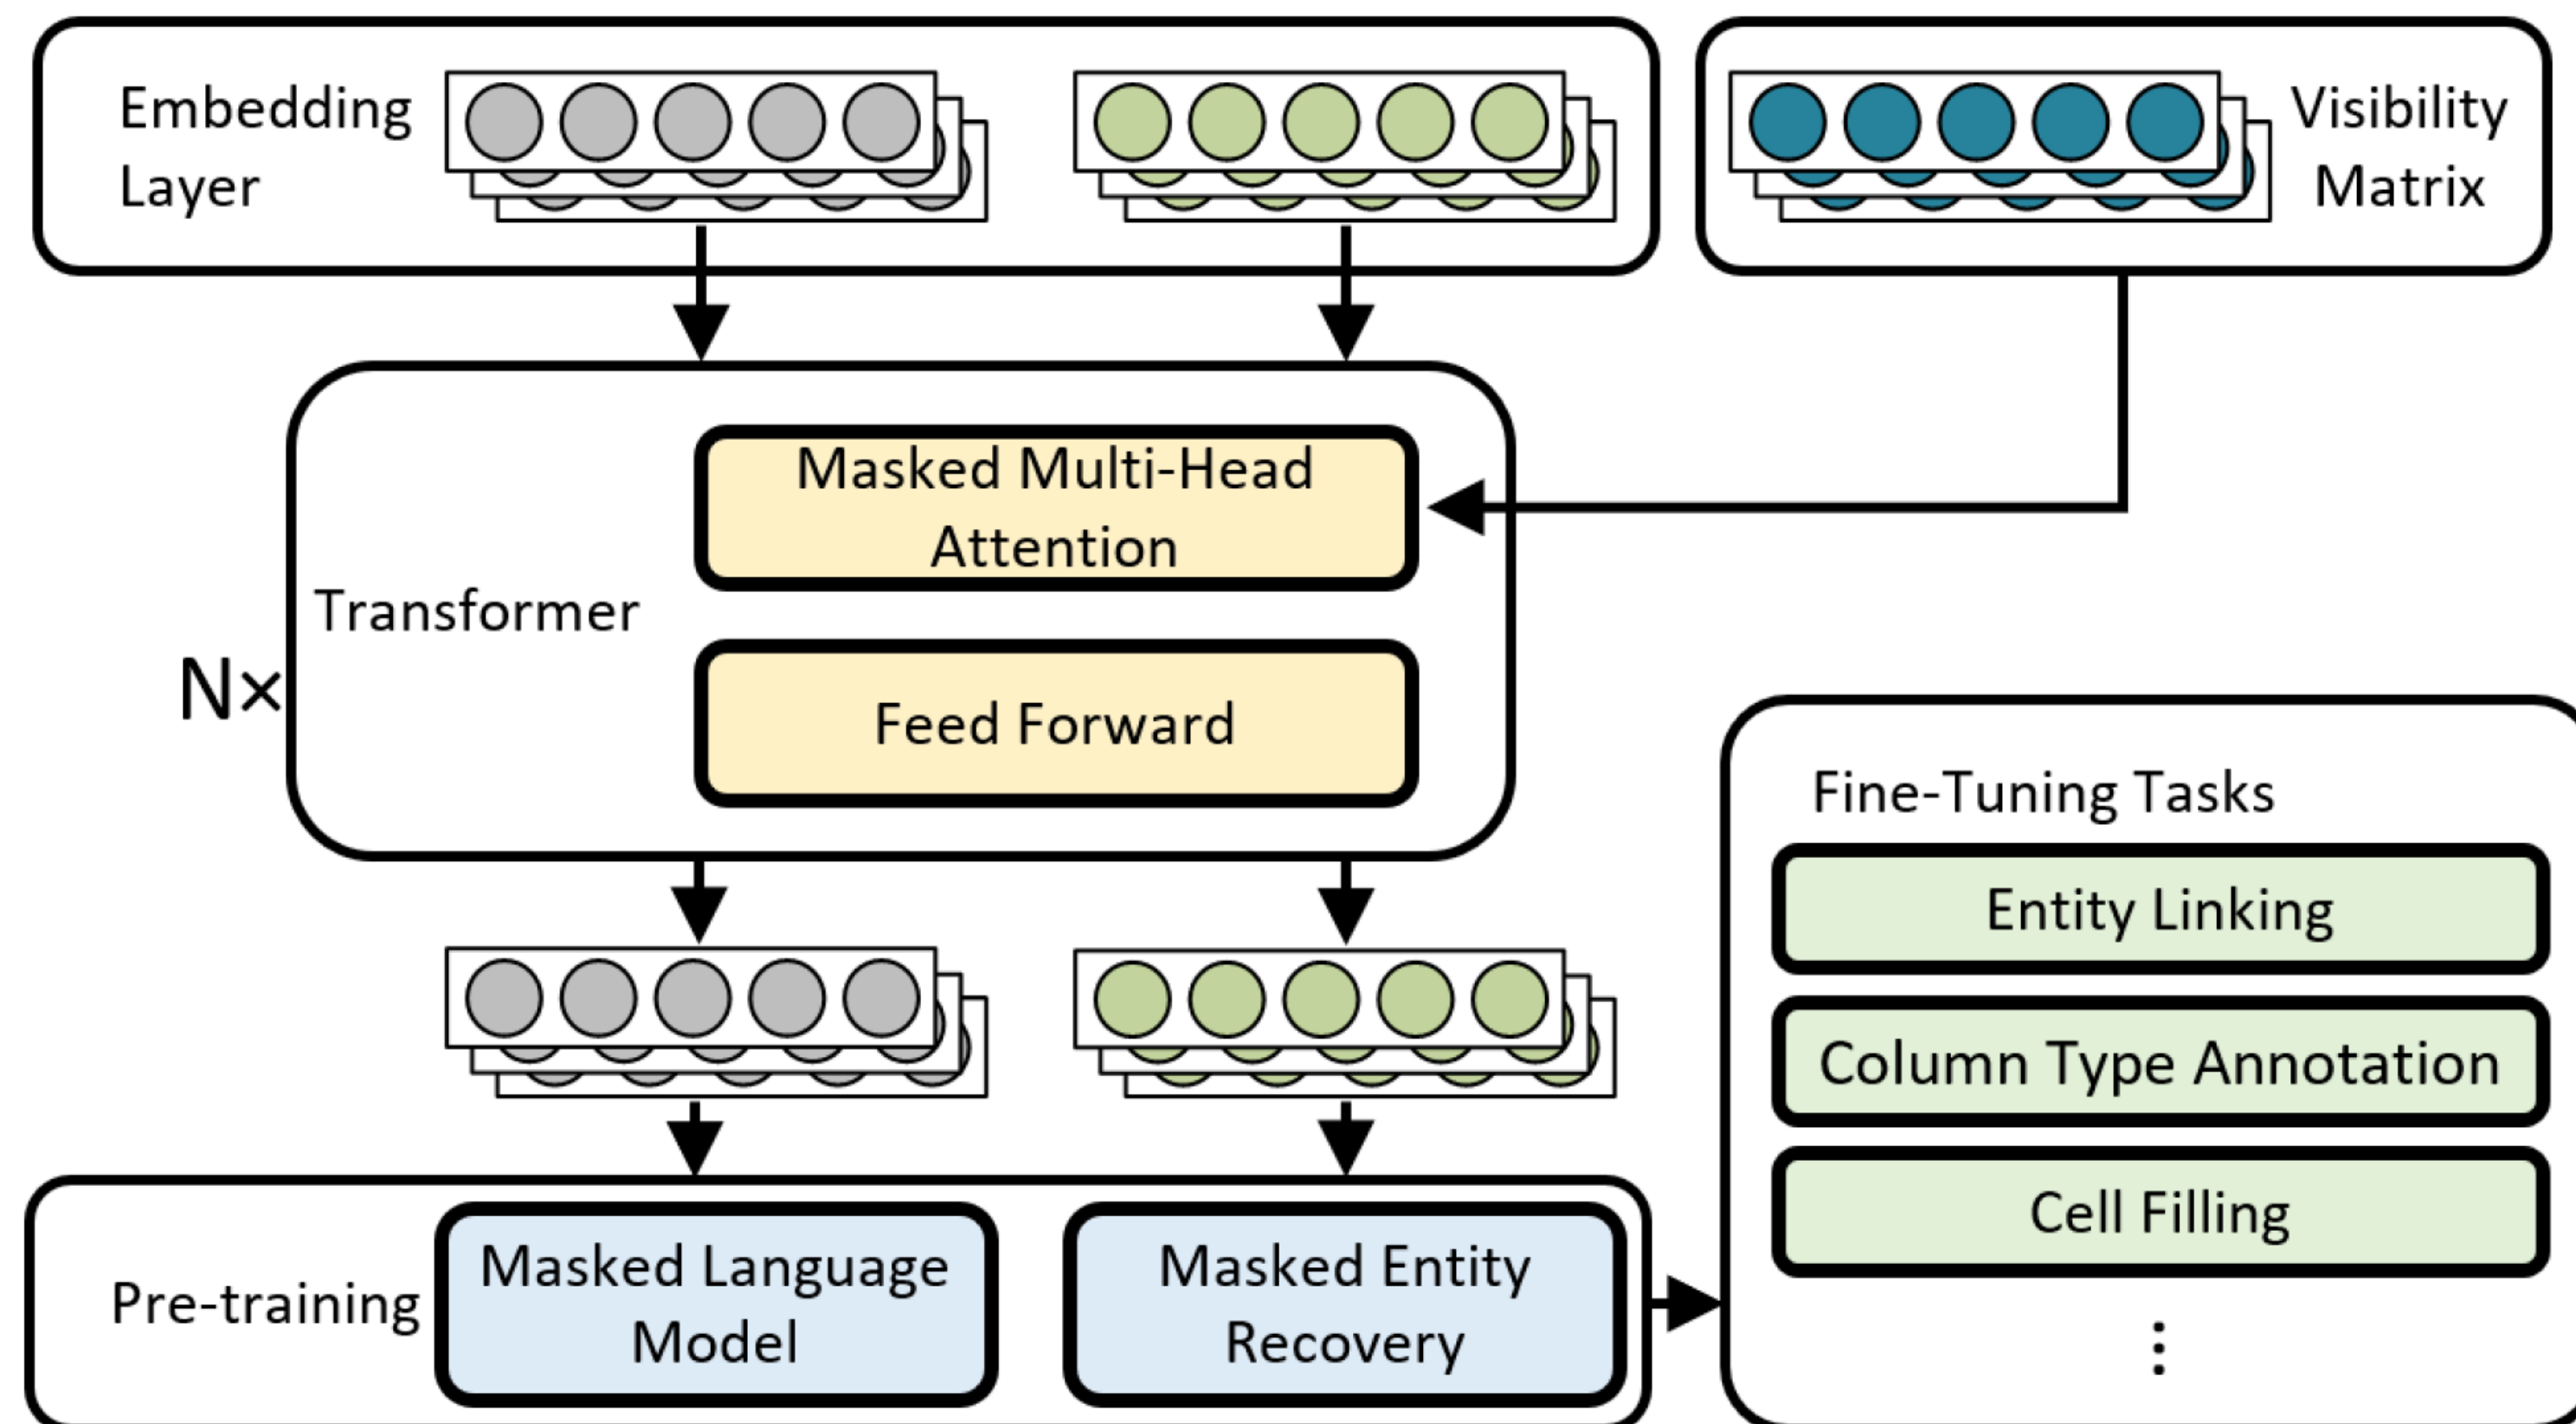 Embedding
Layer
Visibility
Matrix
Masked Multi-Head
Attention
Transformer
N×
Feed Forward
Fine-Tuning Tasks
Entity Linking
Column Type Annotation
Cell Filling
⋮
Pre-training
Masked Language
Model
Masked Entity
Recovery